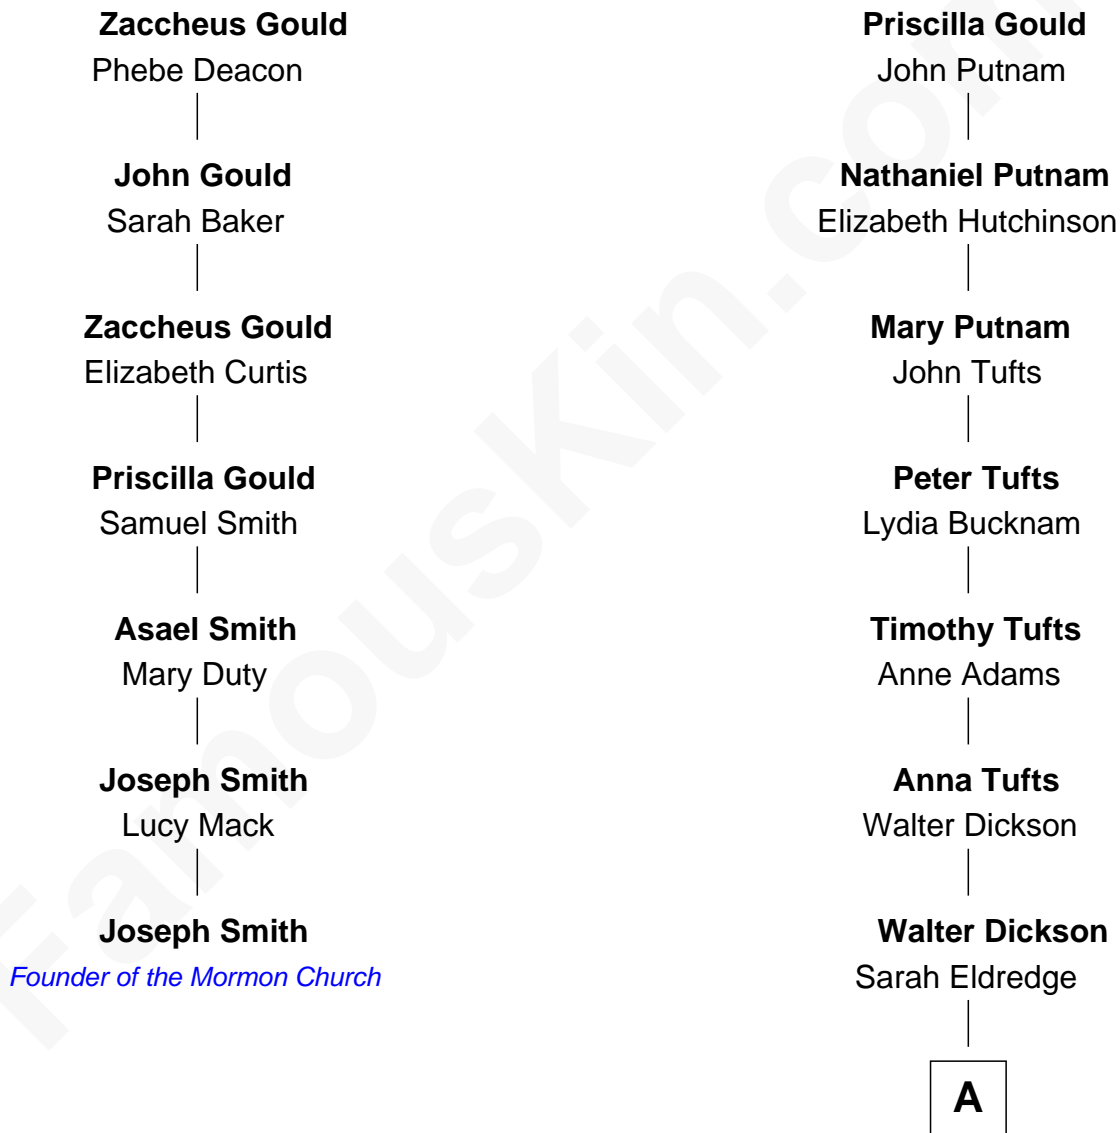 Zaccheus Gould
Phebe Deacon
John Gould
Sarah Baker
Zaccheus Gould
Elizabeth Curtis
Priscilla Gould
Samuel Smith
Asael Smith
Mary Duty
Joseph Smith
Lucy Mack
Joseph Smith
Founder of the Mormon Church
Priscilla Gould
John Putnam
Nathaniel Putnam
Elizabeth Hutchinson
Mary Putnam
John Tufts
Peter Tufts
Lydia Bucknam
Timothy Tufts
Anne Adams
Anna Tufts
Walter Dickson
Walter Dickson
Sarah Eldredge
A
FamousKin.com